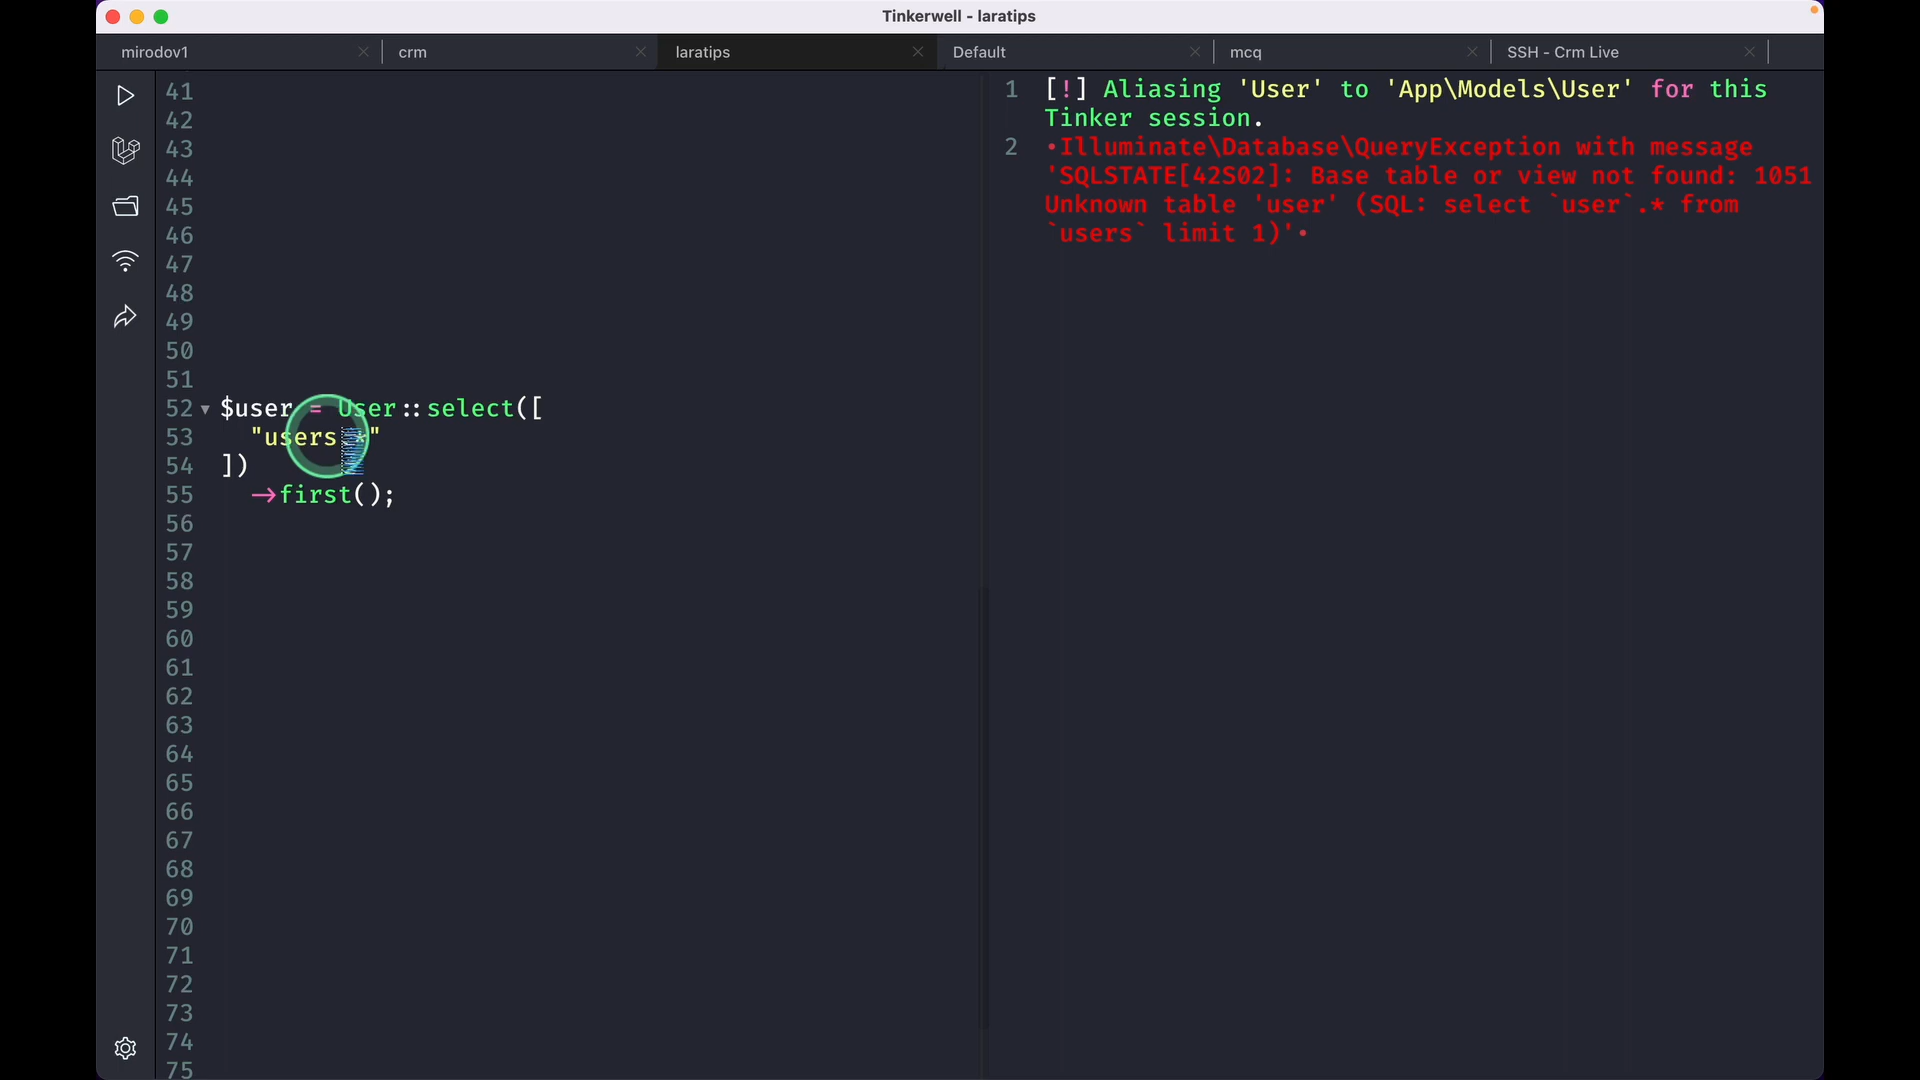 Tinkerwell - laratips
mirodov1
crm
laratips
Default
mcq
SSH - Crm Live
41
42
43
44
45
46
47
48
49
50
51
52 $user = User::select([
53 "users.*"
54 ])
55 ->first();
56
57
58
59
60
61
62
63
64
65
66
67
68
69
70
71
72
73
74
75
1 [!] Aliasing 'User' to 'App\Models\User' for this
Tinker session.
2 •Illuminate\Database\QueryException with message
'SQLSTATE[42S02]: Base table or view not found: 1051
Unknown table 'user' (SQL: select `user`.* from
`users` limit 1)'•